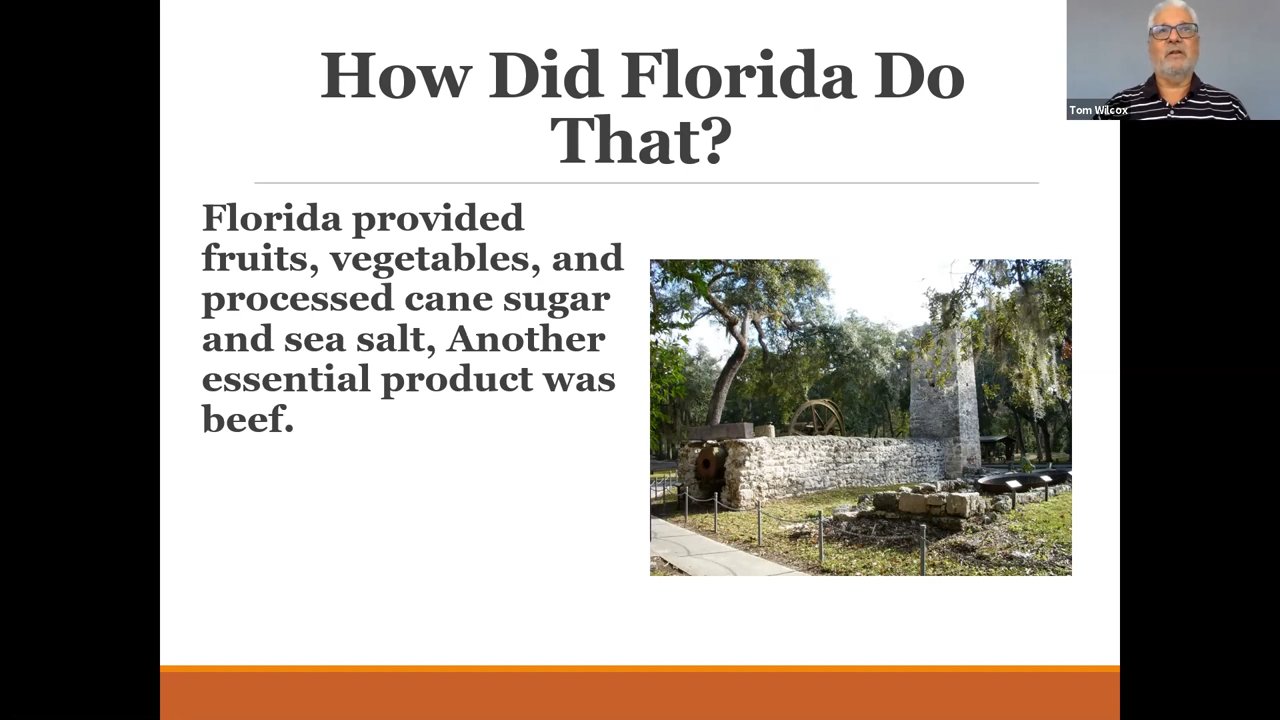 How Did Florida Do
That?
Tom Wilcox
Florida provided
fruits, vegetables, and
processed cane sugar
and sea salt, Another
essential product was
beef.